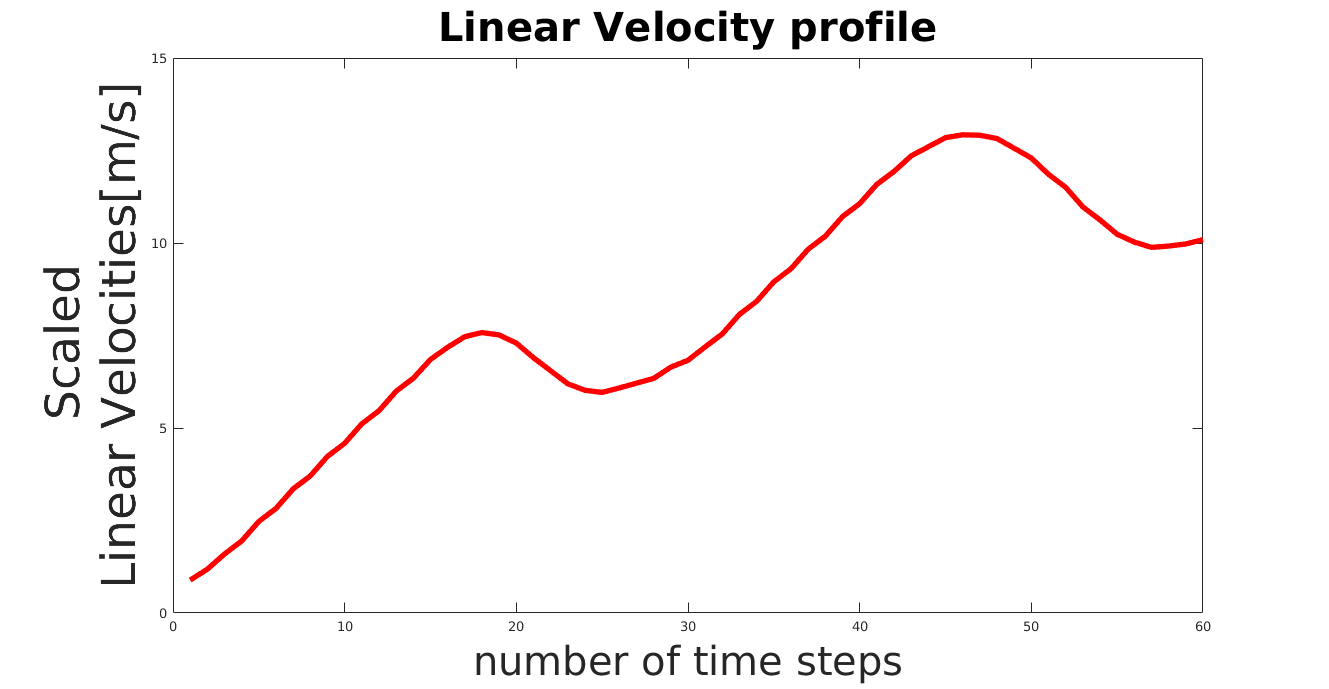 Linear Velocity profile
Scaled
Linear Velocities[m/s]
15
10
5
0
0 10 20 30 40 50 60
number of time steps